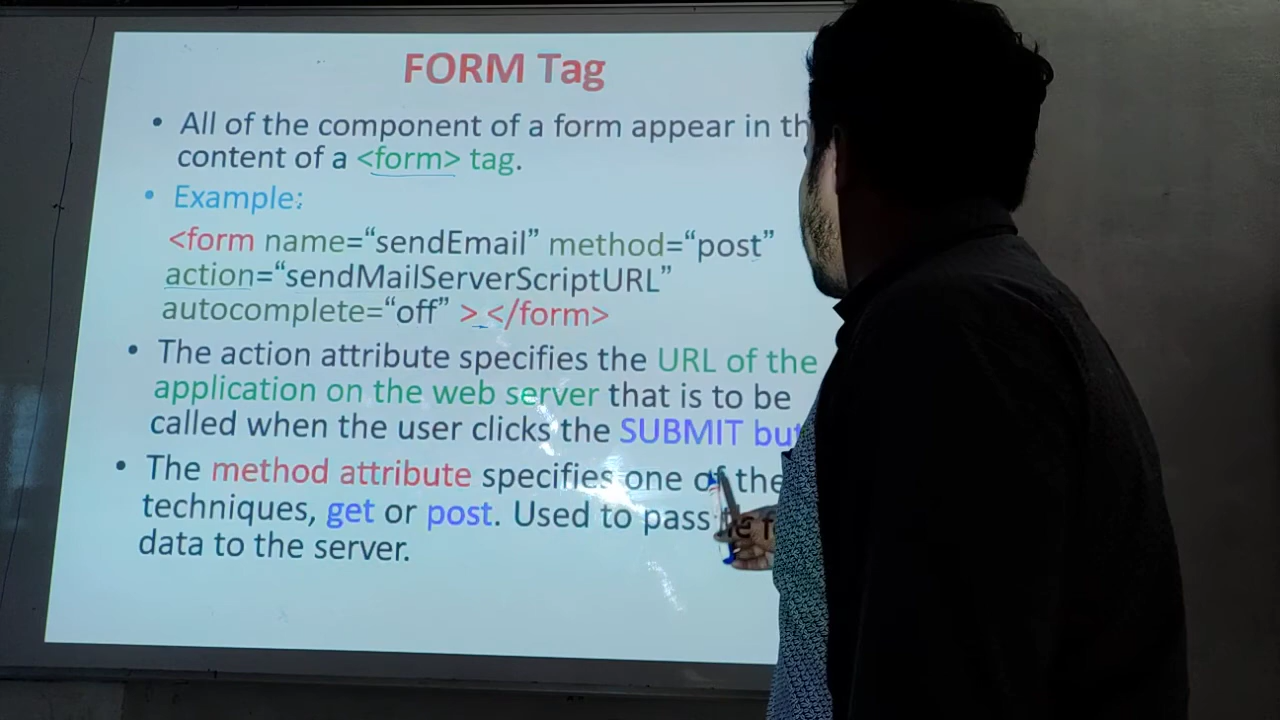 FORM Tag
• All of the component of a form appear in th
content of a <form> tag.
• Example:
<form name=“sendEmail” method=“post”
action=“sendMailServerScriptURL”
autocomplete=“off” > </form>
• The action attribute specifies the URL of the
application on the web server that is to be
called when the user clicks the SUBMIT but
• The method attribute specifies one of the
techniques, get or post. Used to pass
data to the server.